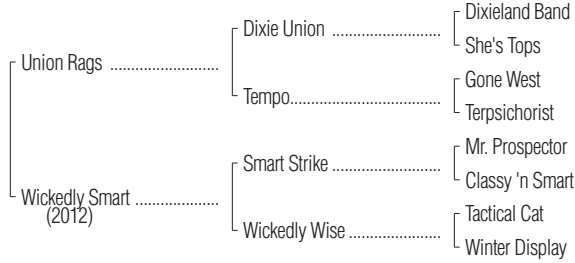 Dixieland Band
Dixie Union ..............................
She's Tops
Union Rags ..............................
Gone West
Tempo..........................................
Terpsichorist
Mr. Prospector
Smart Strike ..............................
Classy 'n Smart
Wickedly Smart .......................
(2012)
Tactical Cat
Wickedly Wise .........................
Winter Display